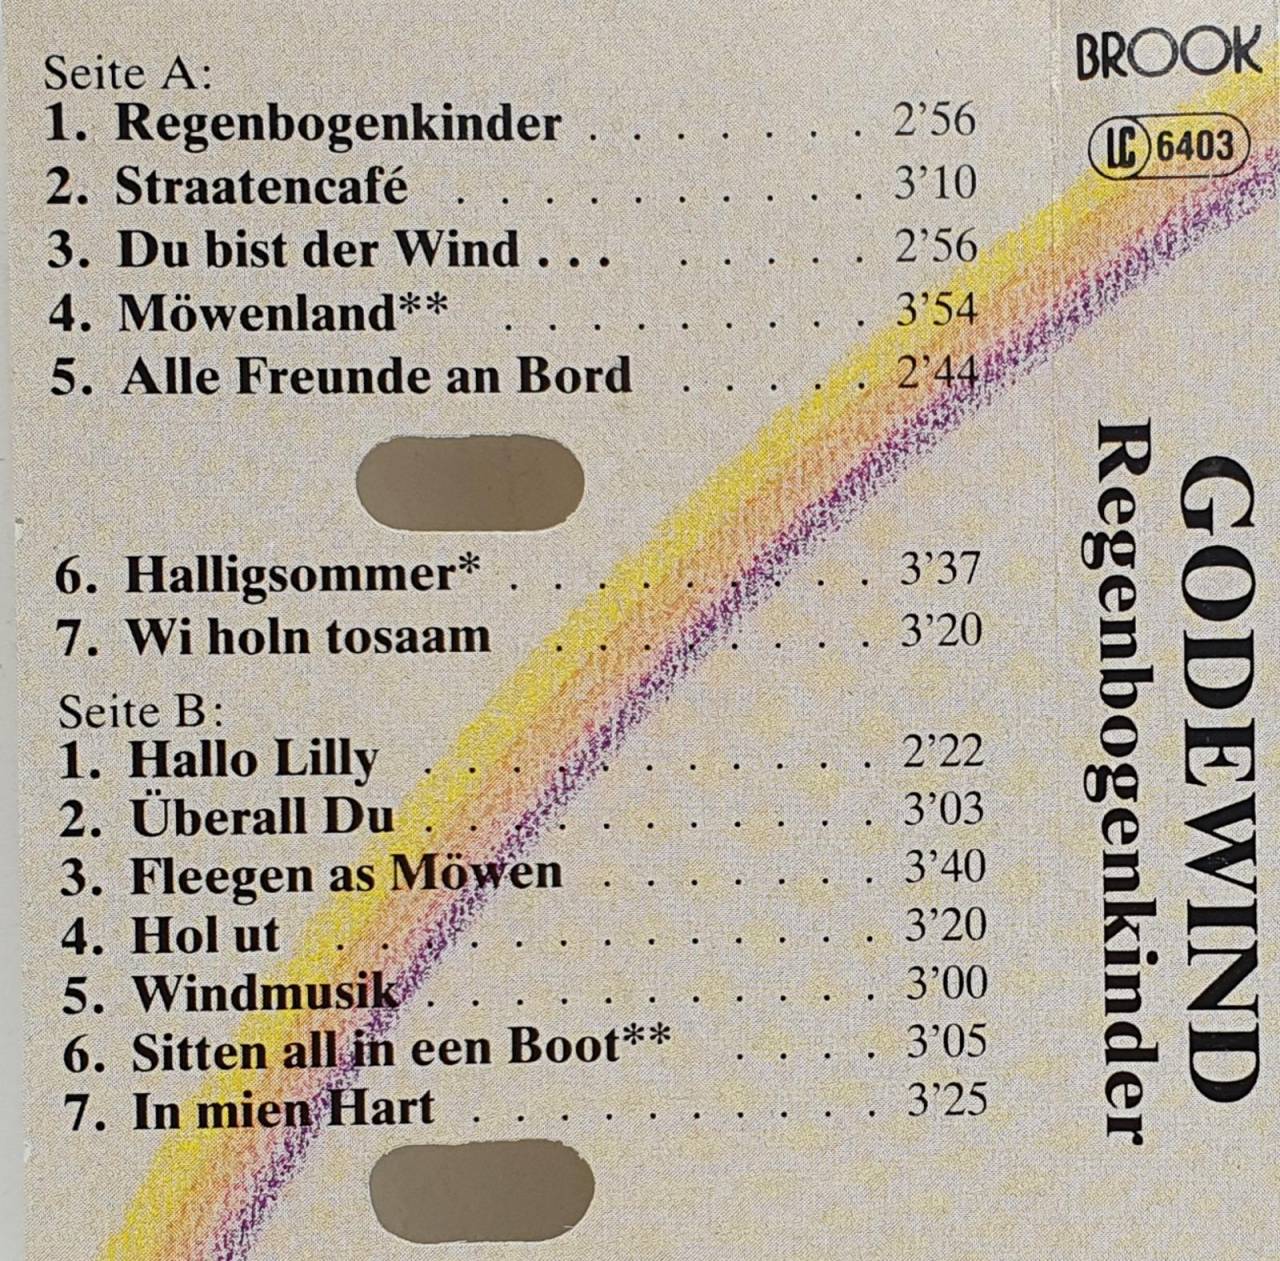 Seite A:
1. Regenbogenkinder . . . . . . . 2’56
2. Straatencafé . . . . . . . . . . 3’10
3. Du bist der Wind . . . . . . . . 2’56
4. Möwenland** . . . . . . . . . 3’54
5. Alle Freunde an Bord . . . . . 2’44
6. Halligsommer* . . . . . . . . . 3’37
7. Wi holn tosaam . . . . . . . . 3’20
Seite B:
1. Hallo Lilly . . . . . . . . . . . 2’22
2. Überall Du . . . . . . . . . . . 3’03
3. Fleegen as Möwen . . . . . . . 3’40
4. Hol ut . . . . . . . . . . . . . 3’20
5. Windmusik . . . . . . . . . . . 3’00
6. Sitten all in een Boot** . . . . 3’05
7. In mien Hart . . . . . . . . . . 3’25
BROOK
LC 6403
GODEWIND
Regenbogenkinder